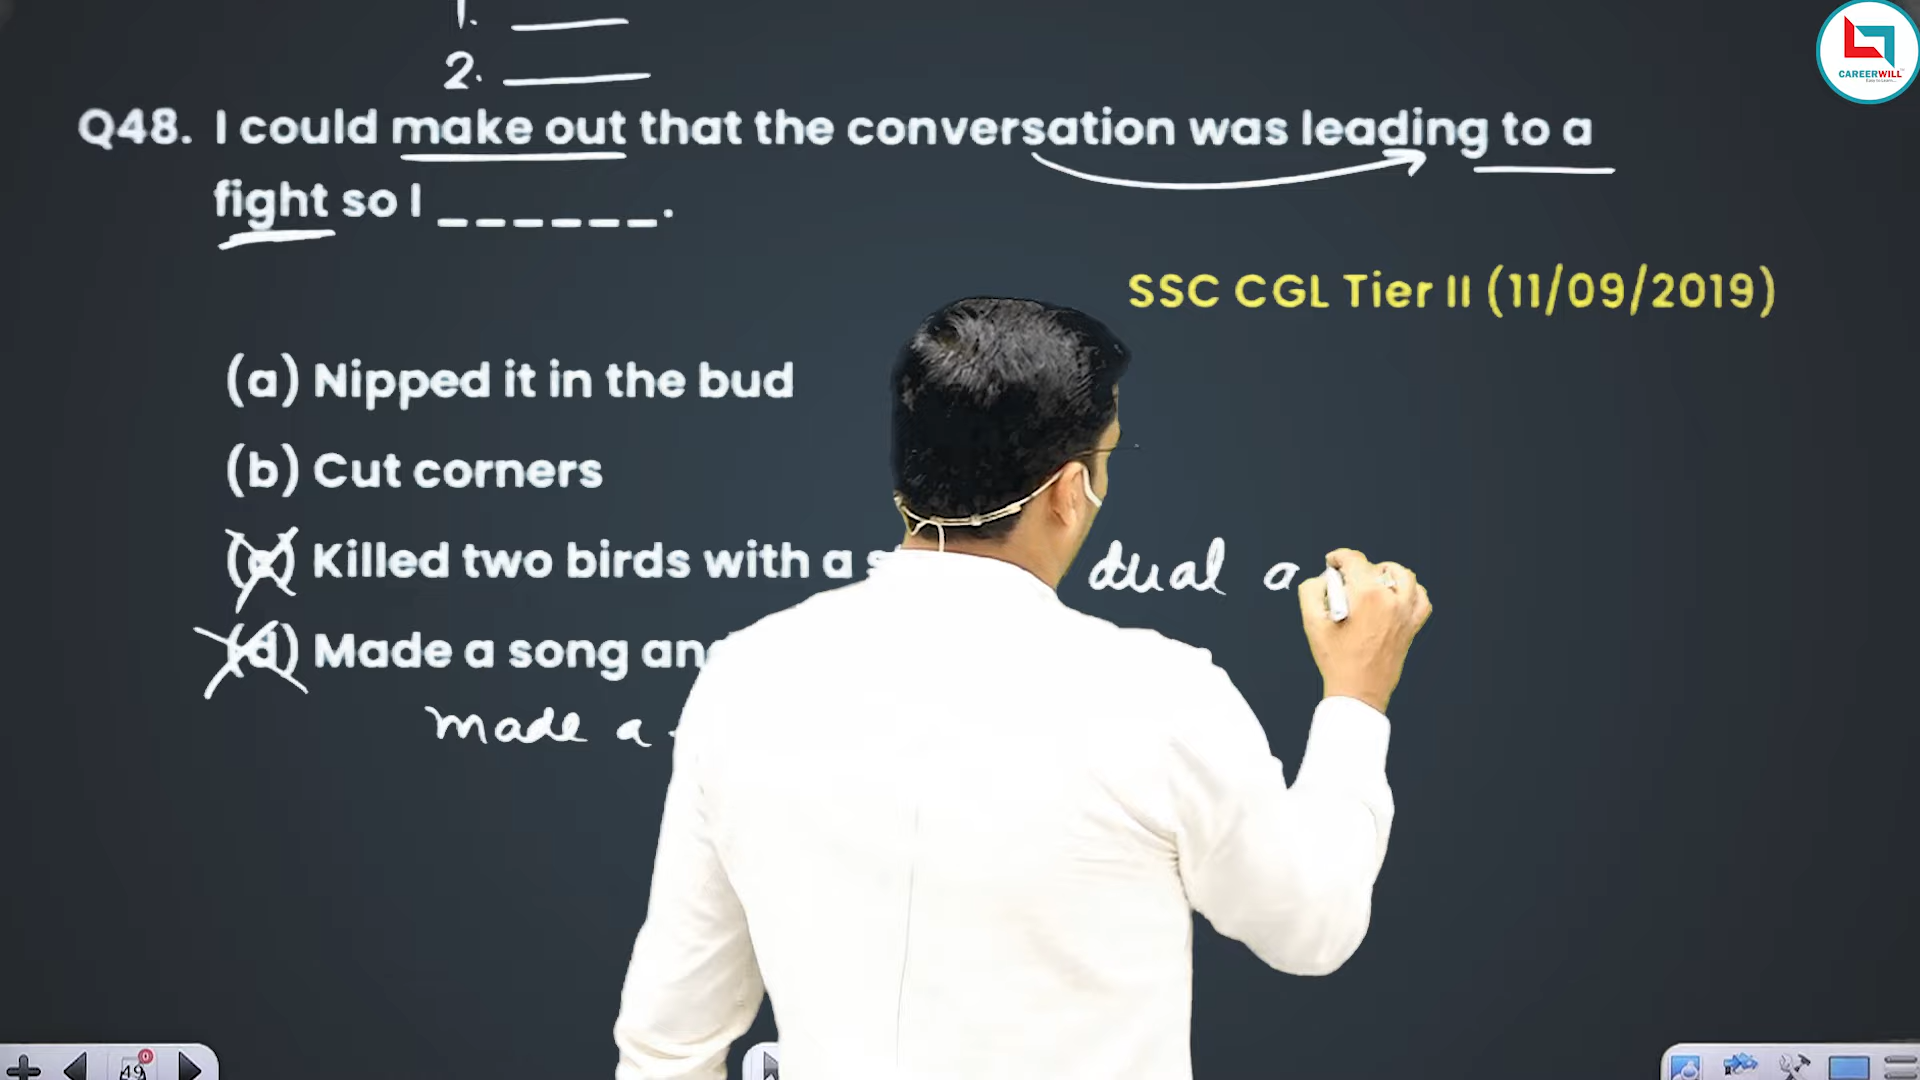 1.
2.
Q48. I could make out that the conversation was leading to a
fight so I ______.
SSC CGL Tier II (11/09/2019)
(a) Nipped it in the bud
(b) Cut corners
(c) Killed two birds with a
dual
(d) Made a song
made a
CAREERWILL
49
0